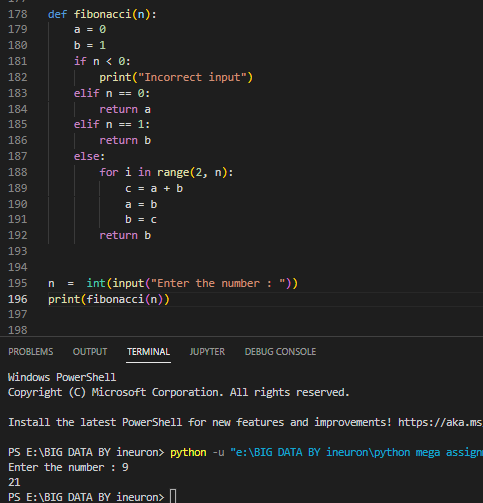 178 def fibonacci(n):
179     a = 0
180     b = 1
181     if n < 0:
182         print("Incorrect input")
183     elif n == 0:
184         return a
185     elif n == 1:
186         return b
187     else:
188         for i in range(2, n):
189             c = a + b
190             a = b
191             b = c
192         return b
193
194
195 n  =  int(input("Enter the number : "))
196 print(fibonacci(n))
197
198
PROBLEMS OUTPUT TERMINAL JUPYTER DEBUG CONSOLE
Windows PowerShell
Copyright (C) Microsoft Corporation. All rights reserved.
Install the latest PowerShell for new features and improvements! https://aka.ms
PS E:\BIG DATA BY ineuron> python -u "e:\BIG DATA BY ineuron\python mega assign
Enter the number : 9
21
PS E:\BIG DATA BY ineuron>